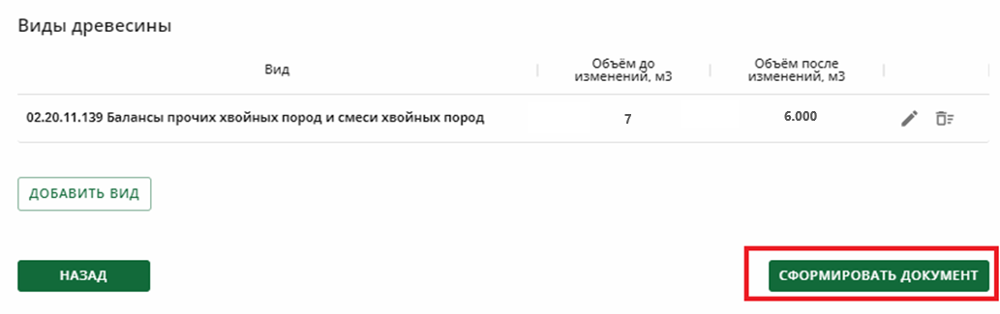 Виды древесины
Вид
Объём до
изменений, м3
Объём после
изменений, м3
02.20.11.139 Балансы прочих хвойных пород и смеси хвойных пород 7 6.000
ДОБАВИТЬ ВИД
НАЗАД СФОРМИРОВАТЬ ДОКУМЕНТ